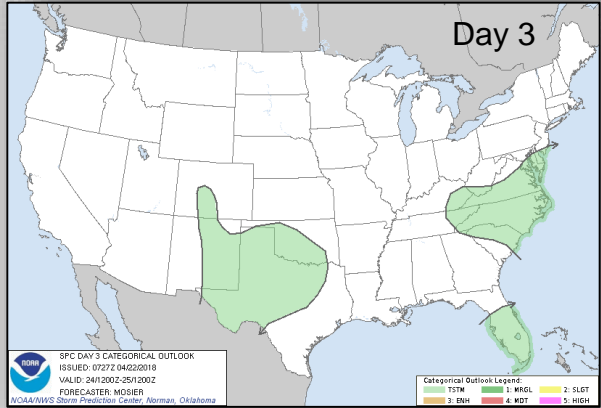 Day 3
SPC DAY 3 CATEGORICAL OUTLOOK
ISSUED: 0727Z 04/22/2018
VALID: 24/1200Z-25/1200Z
FORECASTER: MOSIER
NOAA/NWS Storm Prediction Center, Norman, Oklahoma
NOAA
Categorical Outlook Legend:
TSTM 1: MRGL 2: SLGT
3: ENH 4: MDT 5: HIGH